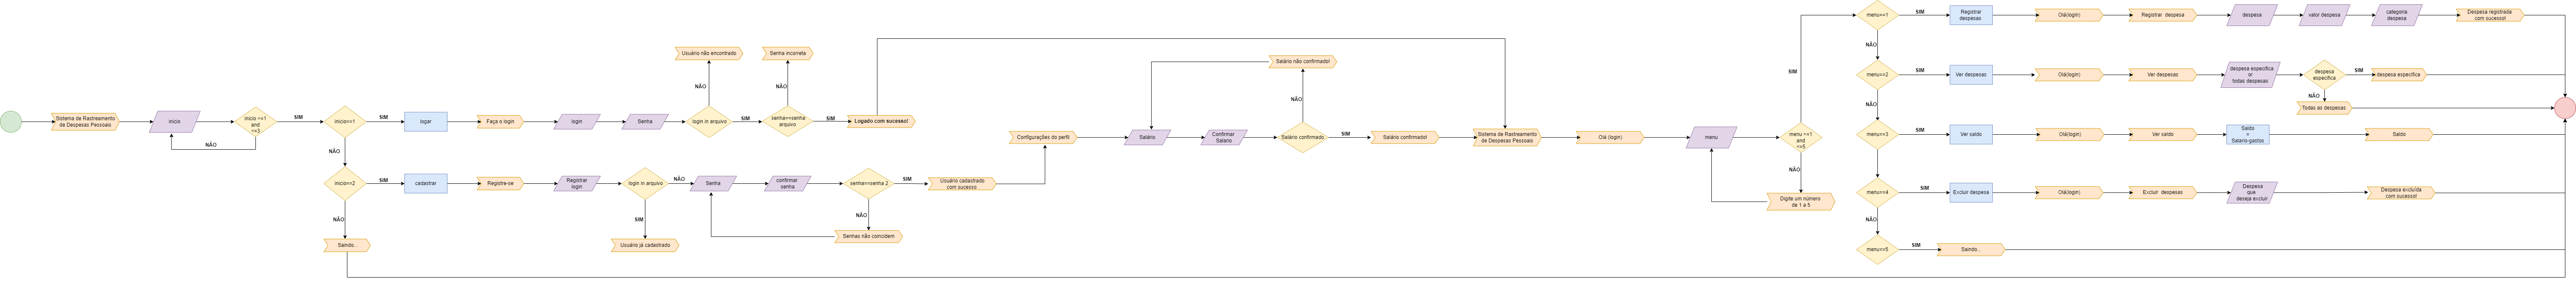 Sistema de Rastreamento
de Despesas Pessoais
inicio
inicio >=1
and
<=3
NÃO
SIM
inicio==1
SIM
logar
Faça o login
login
Senha
login in arquivo
NÃO
Usuário não encontrado
SIM
senha==senha
arquivo
NÃO
Senha incorreta
SIM
Logado com sucesso!
NÃO
inicio==2
SIM
cadastrar
Registre-se
Registrar
login
login in arquivo
NÃO
SIM
Usuário já cadastrado
Senha
confirmar
senha
senha==senha 2
SIM
NÃO
Senhas não coincidem
Usuário cadastrado
com sucesso
NÃO
Saindo...
Configurações do perfil
Salário
Confirmar
Salario
Salário confirmado
NÃO
Salário não confirmado!
SIM
Salário confirmado!
Sistema de Rastreamento
de Despesas Pessoais
Olá (login)
menu
menu >=1
and
<=5
SIM
NÃO
Digite um número
de 1 a 5
menu==1
SIM
Registrar
despesas
Olá(login)
Registrar despesa
despesa
valor despesa
categoria
despesa
Despesa registrada
com sucesso!
NÃO
menu==2
SIM
Ver despesas
Olá(login)
Ver despesas
despesa especifica
or
todas despesas
despesa
especifica
SIM
despesa especifica
NÃO
Todas as despesas
NÃO
menu==3
SIM
Ver saldo
Olá(login)
Ver saldo
Saldo
=
Salario-gastos
Saldo
menu==4
SIM
Excluir despesa
Olá(login)
Excluir despesas
Despesa
que
deseja excluir
Despesa excluída
com sucesso!
NÃO
menu==5
SIM
Saindo...